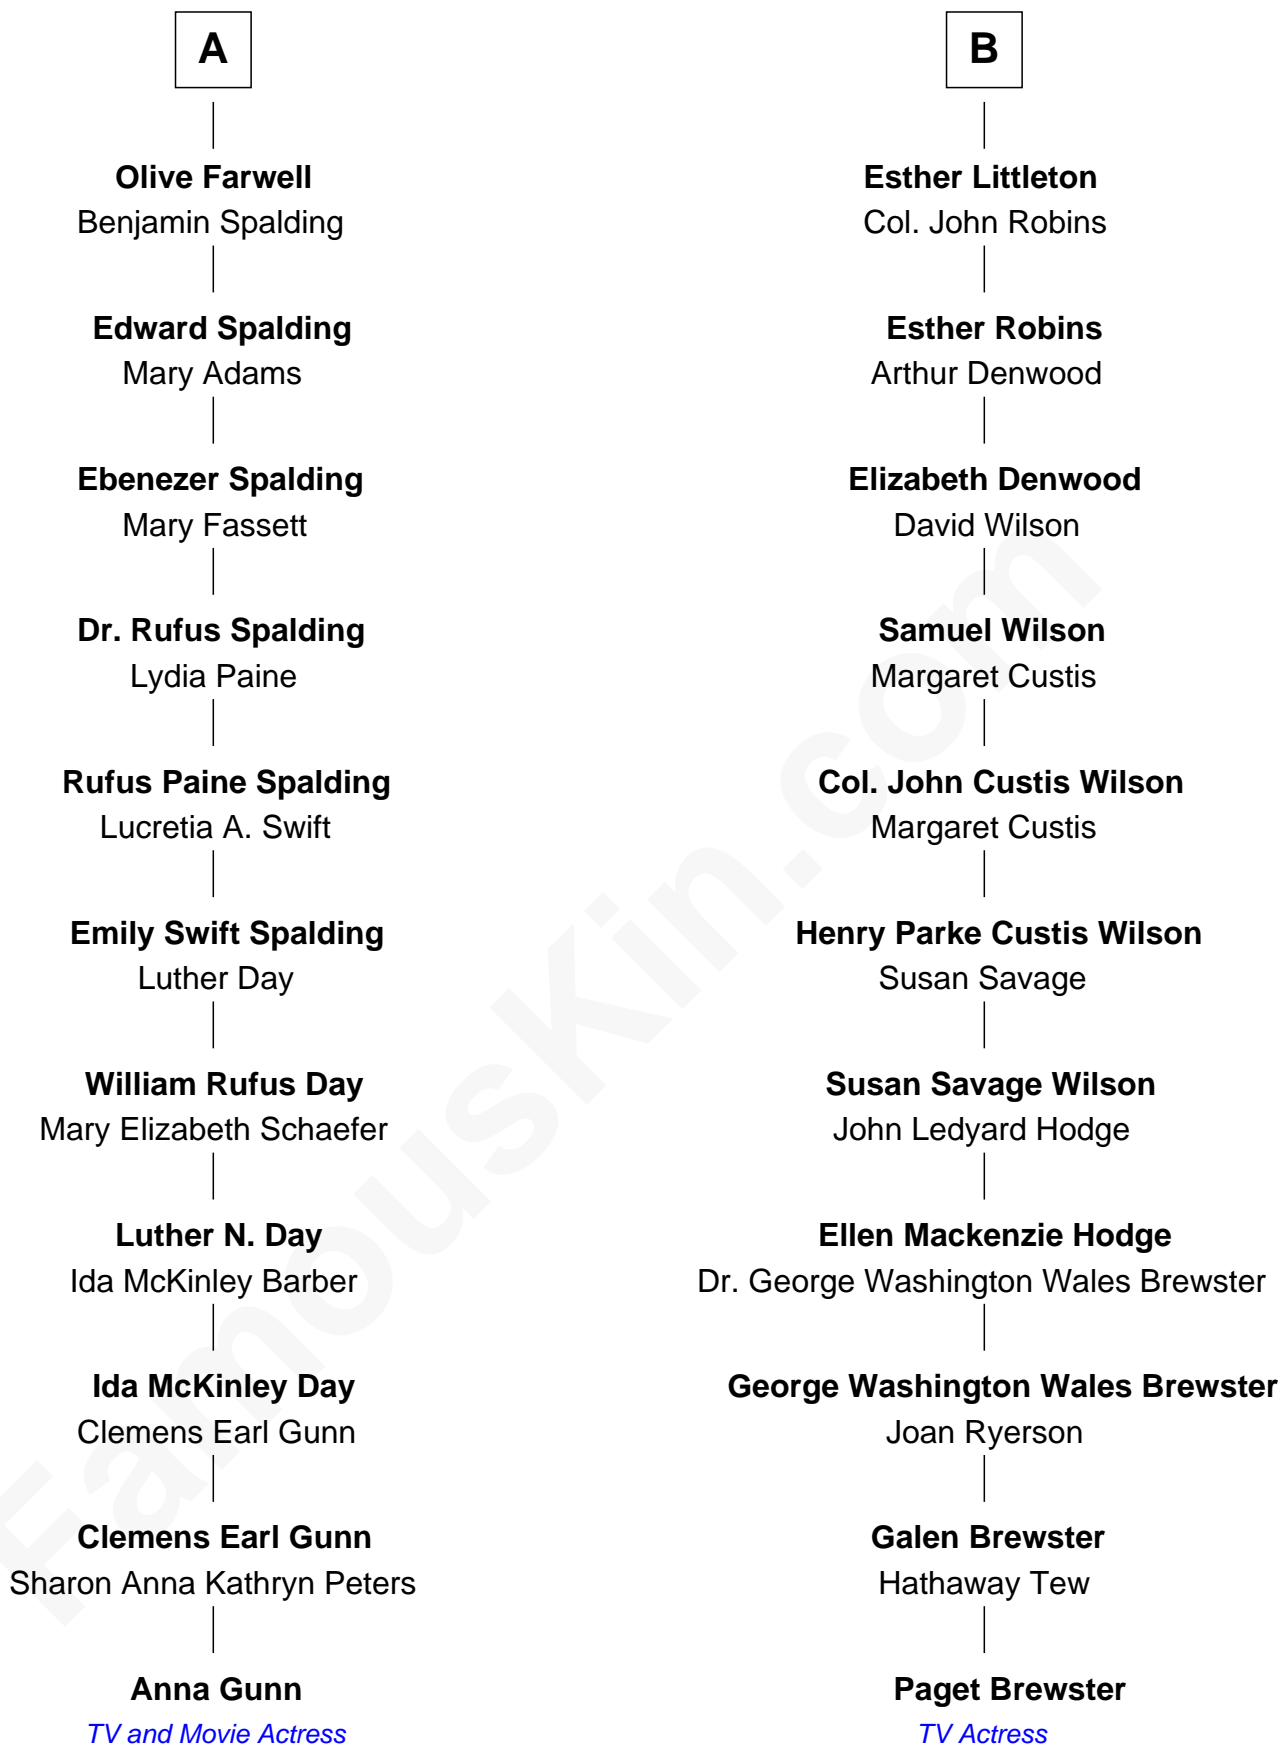 A
Olive Farwell
Benjamin Spalding
Edward Spalding
Mary Adams
Ebenezer Spalding
Mary Fassett
Dr. Rufus Spalding
Lydia Paine
Rufus Paine Spalding
Lucretia A. Swift
Emily Swift Spalding
Luther Day
William Rufus Day
Mary Elizabeth Schaefer
Luther N. Day
Ida McKinley Barber
Ida McKinley Day
Clemens Earl Gunn
Clemens Earl Gunn
Sharon Anna Kathryn Peters
Anna Gunn
TV and Movie Actress
B
Esther Littleton
Col. John Robins
Esther Robins
Arthur Denwood
Elizabeth Denwood
David Wilson
Samuel Wilson
Margaret Custis
Col. John Custis Wilson
Margaret Custis
Henry Parke Custis Wilson
Susan Savage
Susan Savage Wilson
John Ledyard Hodge
Ellen Mackenzie Hodge
Dr. George Washington Wales Brewster
George Washington Wales Brewster
Joan Ryerson
Galen Brewster
Hathaway Tew
Paget Brewster
TV Actress
FamousKin.com